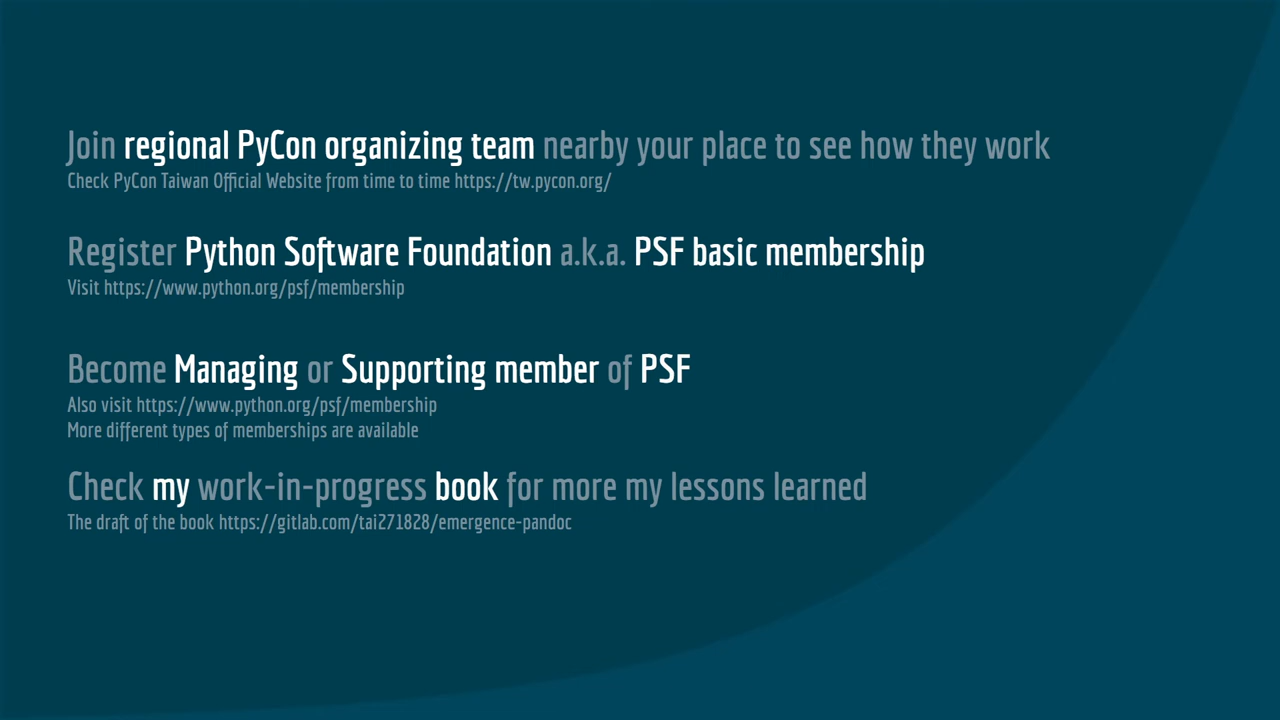 Join regional PyCon organizing team nearby your place to see how they work
Check PyCon Taiwan Official Website from time to time https://tw.pycon.org/
Register Python Software Foundation a.k.a. PSF basic membership
Visit https://www.python.org/psf/membership
Become Managing or Supporting member of PSF
Also visit https://www.python.org/psf/membership
More different types of memberships are available
Check my work-in-progress book for more my lessons learned
The draft of the book https://gitlab.com/tai271828/emergence-pandoc